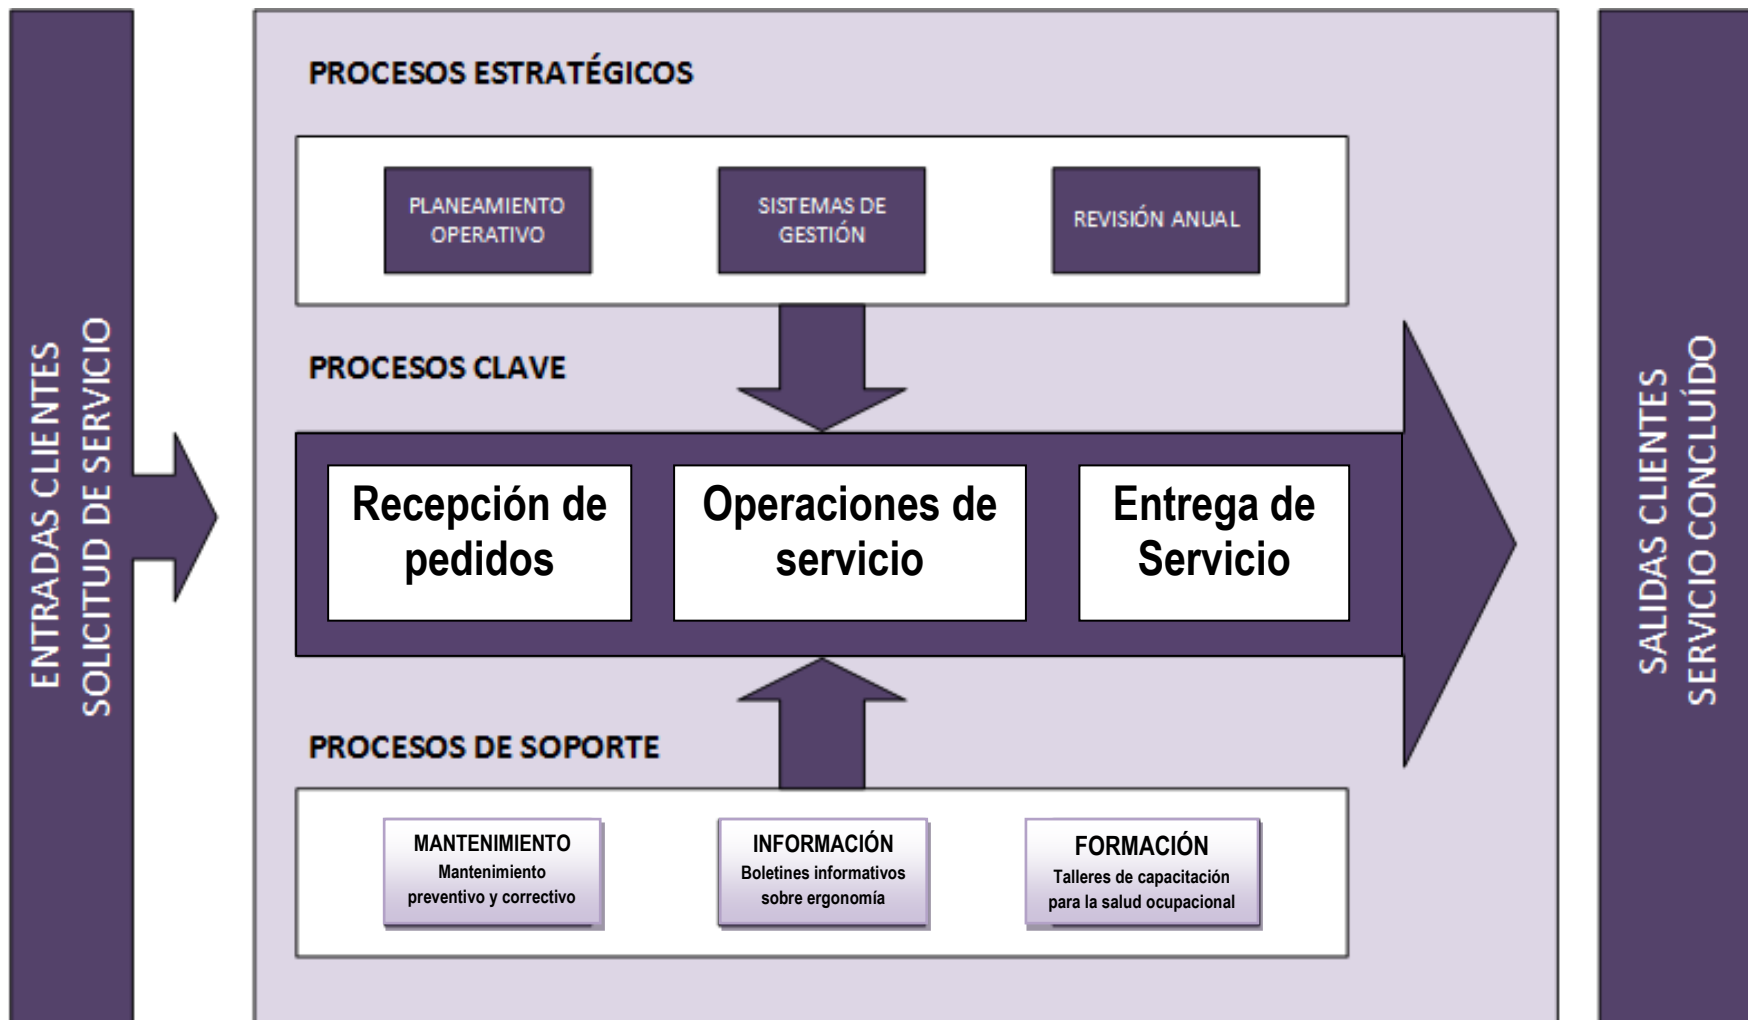 ENTRADAS CLIENTES
SOLICITUD DE SERVICIO
PROCESOS ESTRATÉGICOS
PLANEAMIENTO
OPERATIVO
SISTEMAS DE
GESTIÓN
REVISIÓN ANUAL
PROCESOS CLAVE
Recepción de
pedidos
Operaciones de
servicio
Entrega de
Servicio
PROCESOS DE SOPORTE
MANTENIMIENTO
Mantenimiento
preventivo y correctivo
INFORMACIÓN
Boletines informativos
sobre ergonomía
FORMACIÓN
Talleres de capacitación
para la salud ocupacional
SALIDAS CLIENTES
SERVICIO CONCLUÍDO